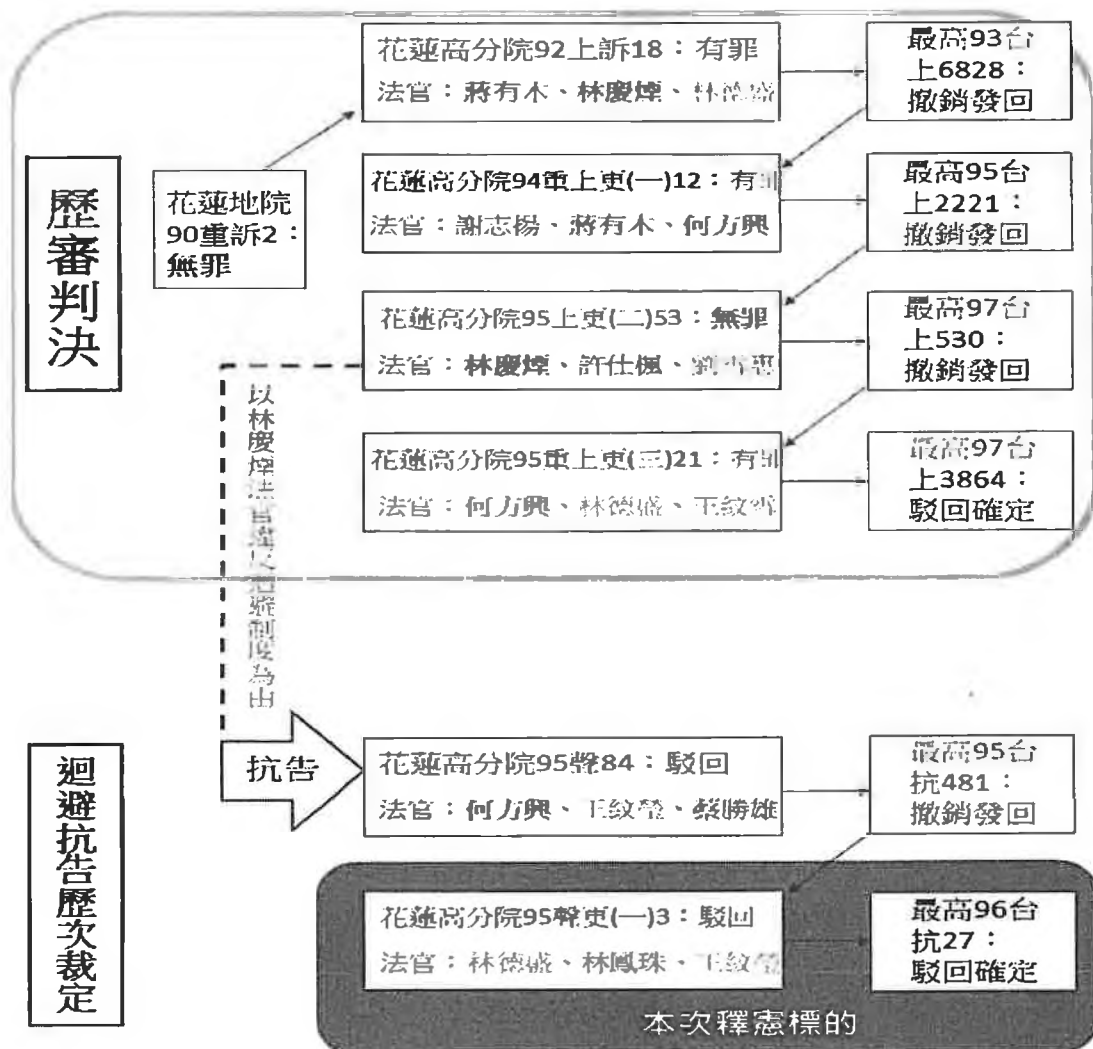 歷審判決
花蓮地院
90重訴2：
無罪
花蓮高分院92上訴18：有罪
法官：蔣有木、林慶煙、林德盛
最高93台
上6828：
撤銷發回
花蓮高分院94重上更(一)12：有
法官：謝志揚、蔣有木、何方興
最高95台
上2221：
撤銷發回
花蓮高分院95上更(二)53：無罪
法官：林慶煙、許仕楓、
最高97台
上530：
撤銷發回
花蓮高分院95重上更(三)21：有
法官：何方興、林德盛、王紋
最高97台
上3864：
駁回確定
以林慶煙法官違反迴避制度為由
迴避抗告歷次裁定
抗告
花蓮高分院95聲84：駁回
法官：何方興、王紋瑩、蔡勝雄
最高95台
抗481：
撤銷發回
花蓮高分院95聲更(一)3：駁回
法官：林德盛、林鳳珠、王紋瑩
最高96台
抗27：
駁回確定
本次釋憲標的